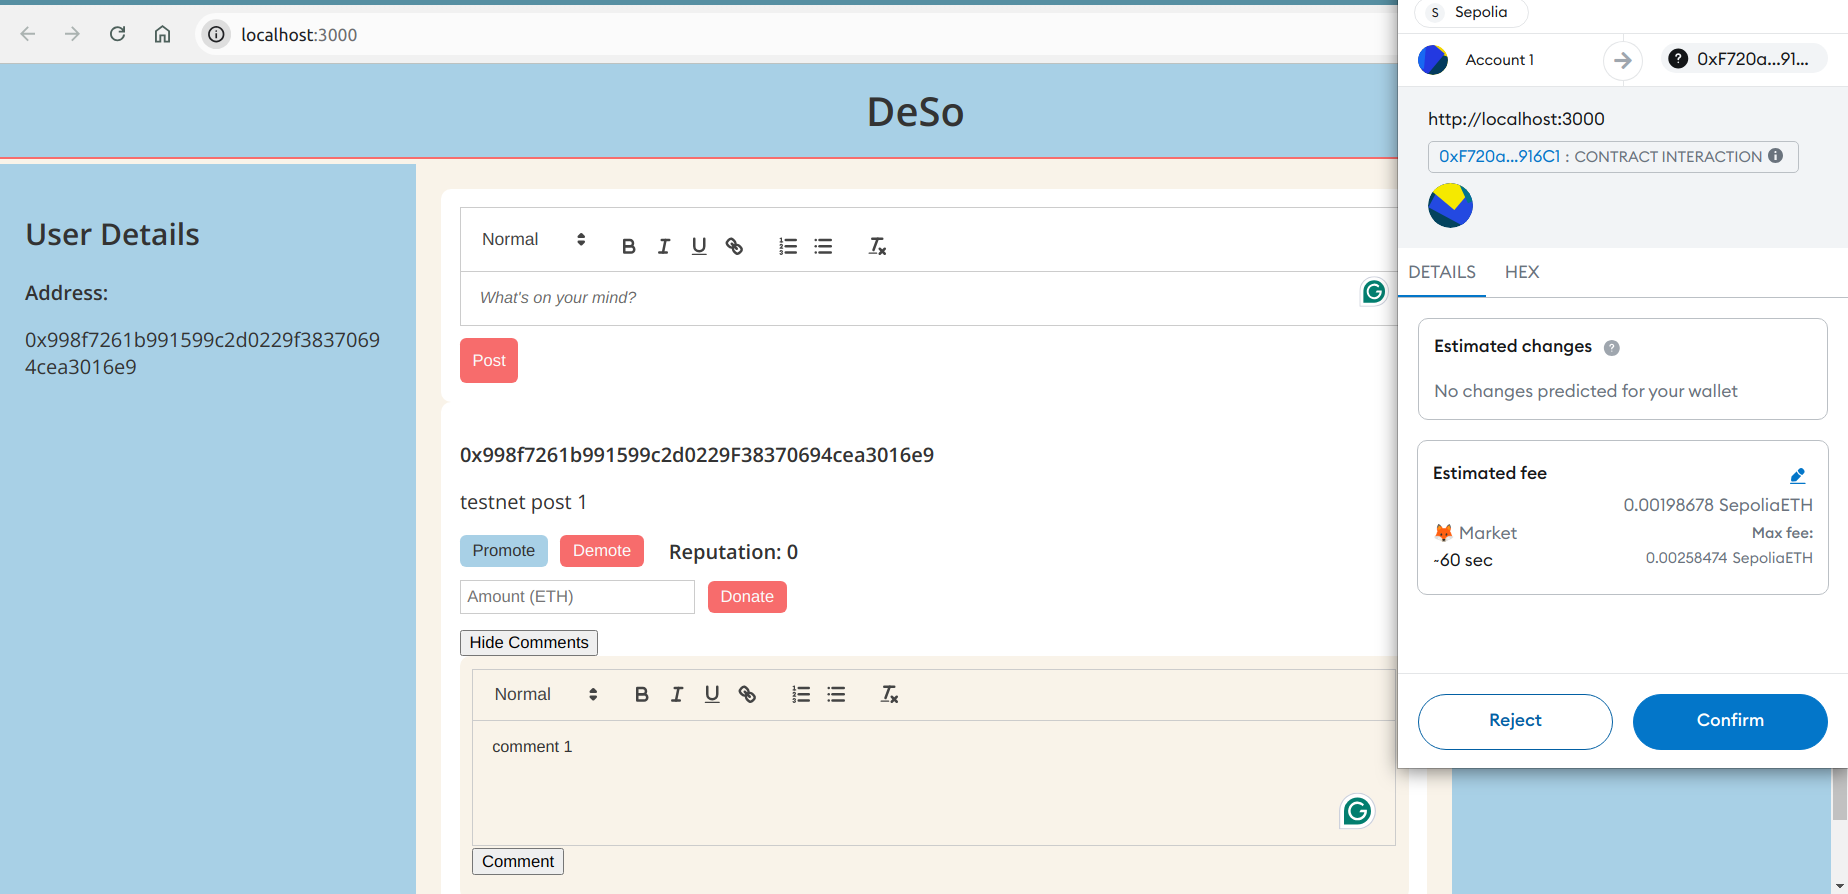 localhost:3000
DeSo
User Details
Address:
0x998f7261b991599c2d0229f3837069
4cea3016e9
Normal
What's on your mind?
Post
0x998f7261b991599c2d0229F38370694cea3016e9
testnet post 1
Promote Demote Reputation: 0
Amount (ETH) Donate
Hide Comments
Normal
comment 1
Comment
S Sepolia
Account 1 ? 0xF720a...91...
http://localhost:3000
0xF720a...916C1 : CONTRACT INTERACTION
DETAILS HEX
Estimated changes ?
No changes predicted for your wallet
Estimated fee
0.00198678 SepoliaETH
Market Max fee:
~60 sec 0.00258474 SepoliaETH
Reject Confirm